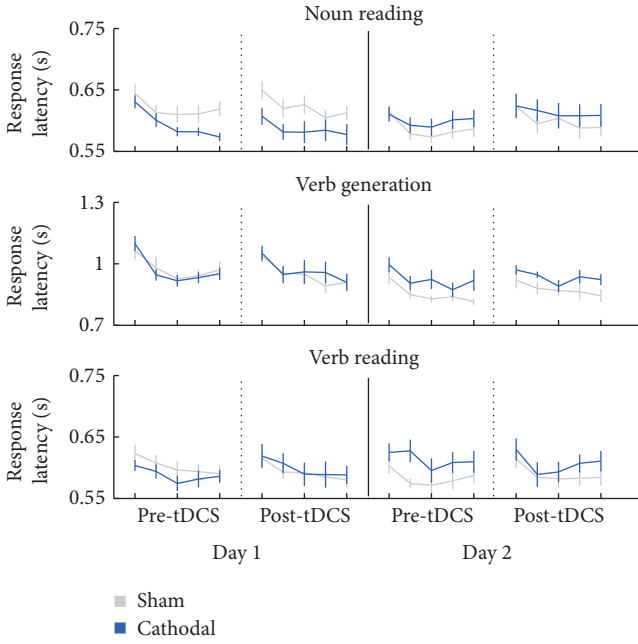 Noun reading
0.75
0.65
0.55
Response
latency (s)
Verb generation
1.3
1
0.7
Response
latency (s)
Verb reading
0.75
0.65
0.55
Response
latency (s)
Pre-tDCS Post-tDCS Pre-tDCS Post-tDCS
Day 1 Day 2
Sham
Cathodal